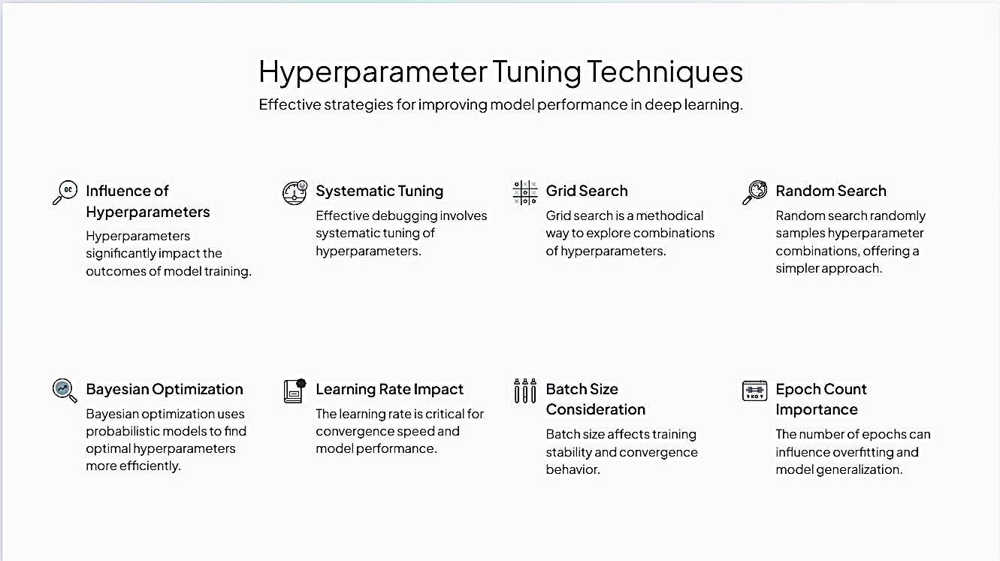 Hyperparameter Tuning Techniques
Effective strategies for improving model performance in deep learning.
Influence of
Hyperparameters
Hyperparameters
significantly impact the
outcomes of model training.
Systematic Tuning
Effective debugging involves
systematic tuning of
hyperparameters.
Grid Search
Grid search is a methodical
way to explore combinations
of hyperparameters.
Random Search
Random search randomly
samples hyperparameter
combinations, offering a
simpler approach.
Bayesian Optimization
Bayesian optimization uses
probabilistic models to find
optimal hyperparameters
more efficiently.
Learning Rate Impact
The learning rate is critical for
convergence speed and
model performance.
Batch Size
Consideration
Batch size affects training
stability and convergence
behavior.
KG
Epoch Count
Importance
The number of epochs can
influence overfitting and
model generalization.